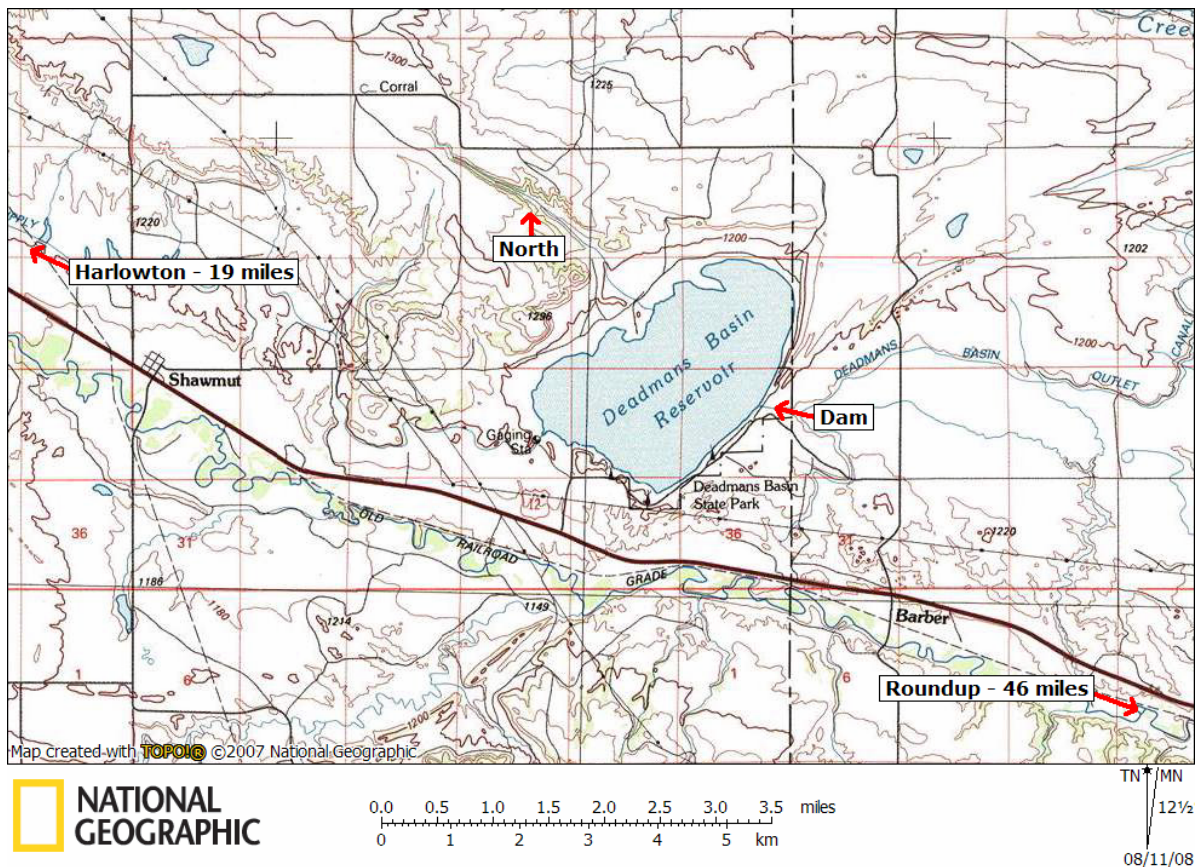 Cree
1300
Corral
1225
1220
PPLY
North
1200
1202
Harlowton - 19 miles
1296
Deadmans Basin
Reservoir
1200
CANAL
DEADMANS
BASIN
OUTLET
Shawmut
Dam
Gaging
Sta
Deadmans Basin
State Park
12
OLD
RAILROAD
GRADE
36
31
36
31
1220
1186
1180
1214
1149
Barber
1
6
1
6
Roundup - 46 miles
1200
Map created with TOPO!® ©2007 National Geographic
NATIONAL
GEOGRAPHIC
0.0 0.5 1.0 1.5 2.0 2.5 3.0 3.5 miles
0 1 2 3 4 5 km
TN MN
12½
08/11/08